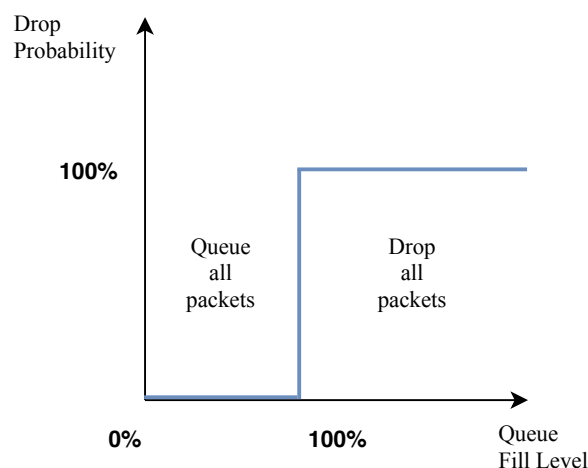 Drop
Probability
100%
Queue
all
packets
Drop
all
packets
0%
100%
Queue
Fill Level